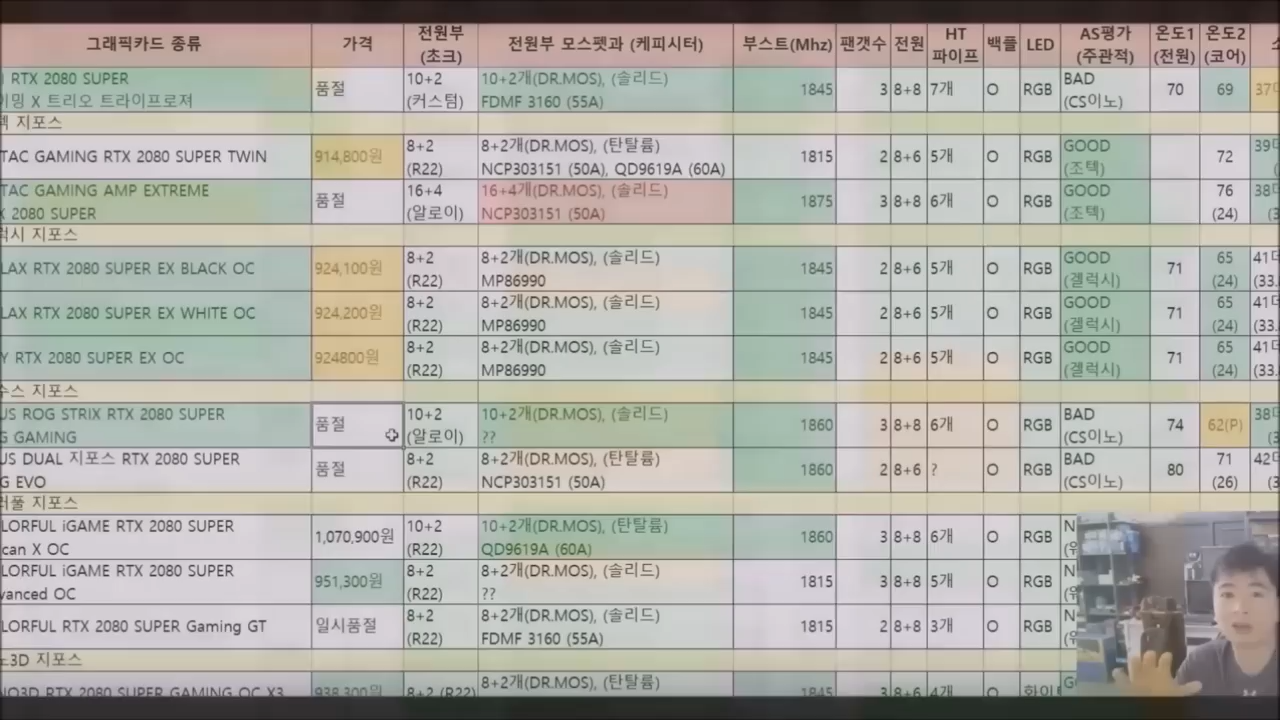 그래픽카드 종류 가격 전원부 (초크) 전원부 모스펫과 (케피시터) 부스트(Mhz) 팬갯수 전원 HT 파이프 백플 LED AS평가 (주관적) 온도1 (전원) 온도2 (코어)
RTX 2080 SUPER 품절 10+2 10+2개(DR.MOS), (솔리드) 1845 3 8+8 7개 O RGB BAD 70 69
X 트리오 트라이프로져 (커스텀) FDMF 3160 (55A) (CS이노)
지포스
TAC GAMING RTX 2080 SUPER TWIN 914,800원 8+2 8+2개(DR.MOS), (탄탈륨) 1815 2 8+6 5개 O RGB GOOD 72
(R22) NCP303151 (50A), QD9619A (60A) (조텍)
TAC GAMING AMP EXTREME 품절 16+4 16+4개(DR.MOS), (솔리드) 1875 3 8+8 6개 O RGB GOOD 76
2080 SUPER (알로이) NCP303151 (50A) (조텍) (24)
럭시 지포스
LAX RTX 2080 SUPER EX BLACK OC 924,100원 8+2 8+2개(DR.MOS), (솔리드) 1845 2 8+6 5개 O RGB GOOD 71 65
(R22) MP86990 (갤럭시) (24)
LAX RTX 2080 SUPER EX WHITE OC 924,200원 8+2 8+2개(DR.MOS), (솔리드) 1845 2 8+6 5개 O RGB GOOD 71 65
(R22) MP86990 (갤럭시) (24)
Y RTX 2080 SUPER EX OC 924800원 8+2 8+2개(DR.MOS), (솔리드) 1845 2 8+6 5개 O RGB GOOD 71 65
(R22) MP86990 (갤럭시) (24)
수스 지포스
US ROG STRIX RTX 2080 SUPER 품절 10+2 10+2개(DR.MOS), (솔리드) 1860 3 8+8 6개 O RGB BAD 74 62(P)
G GAMING (알로이) ?? (CS이노)
US DUAL 지포스 RTX 2080 SUPER 품절 8+2 8+2개(DR.MOS), (탄탈륨) 1860 2 8+6 ? O RGB BAD 80 71
G EVO (R22) NCP303151 (50A) (CS이노) (26)
러풀 지포스
LORFUL iGAME RTX 2080 SUPER 1,070,900원 10+2 10+2개(DR.MOS), (탄탈륨) 1860 3 8+8 6개 O RGB
can X OC (R22) QD9619A (60A)
LORFUL iGAME RTX 2080 SUPER 951,300원 8+2 8+2개(DR.MOS), (솔리드) 1815 3 8+8 5개 O RGB
vanced OC (R22) ??
LORFUL RTX 2080 SUPER Gaming GT 일시품절 8+2 8+2개(DR.MOS), (솔리드) 1815 2 8+8 3개 O RGB
(R22) FDMF 3160 (55A)
노3D 지포스
NO3D RTX 2080 SUPER GAMING OC X3 938,300원 8+2 (R22) 8+2개(DR.MOS), (탄탈륨) 1845 3 8+6 4개 O